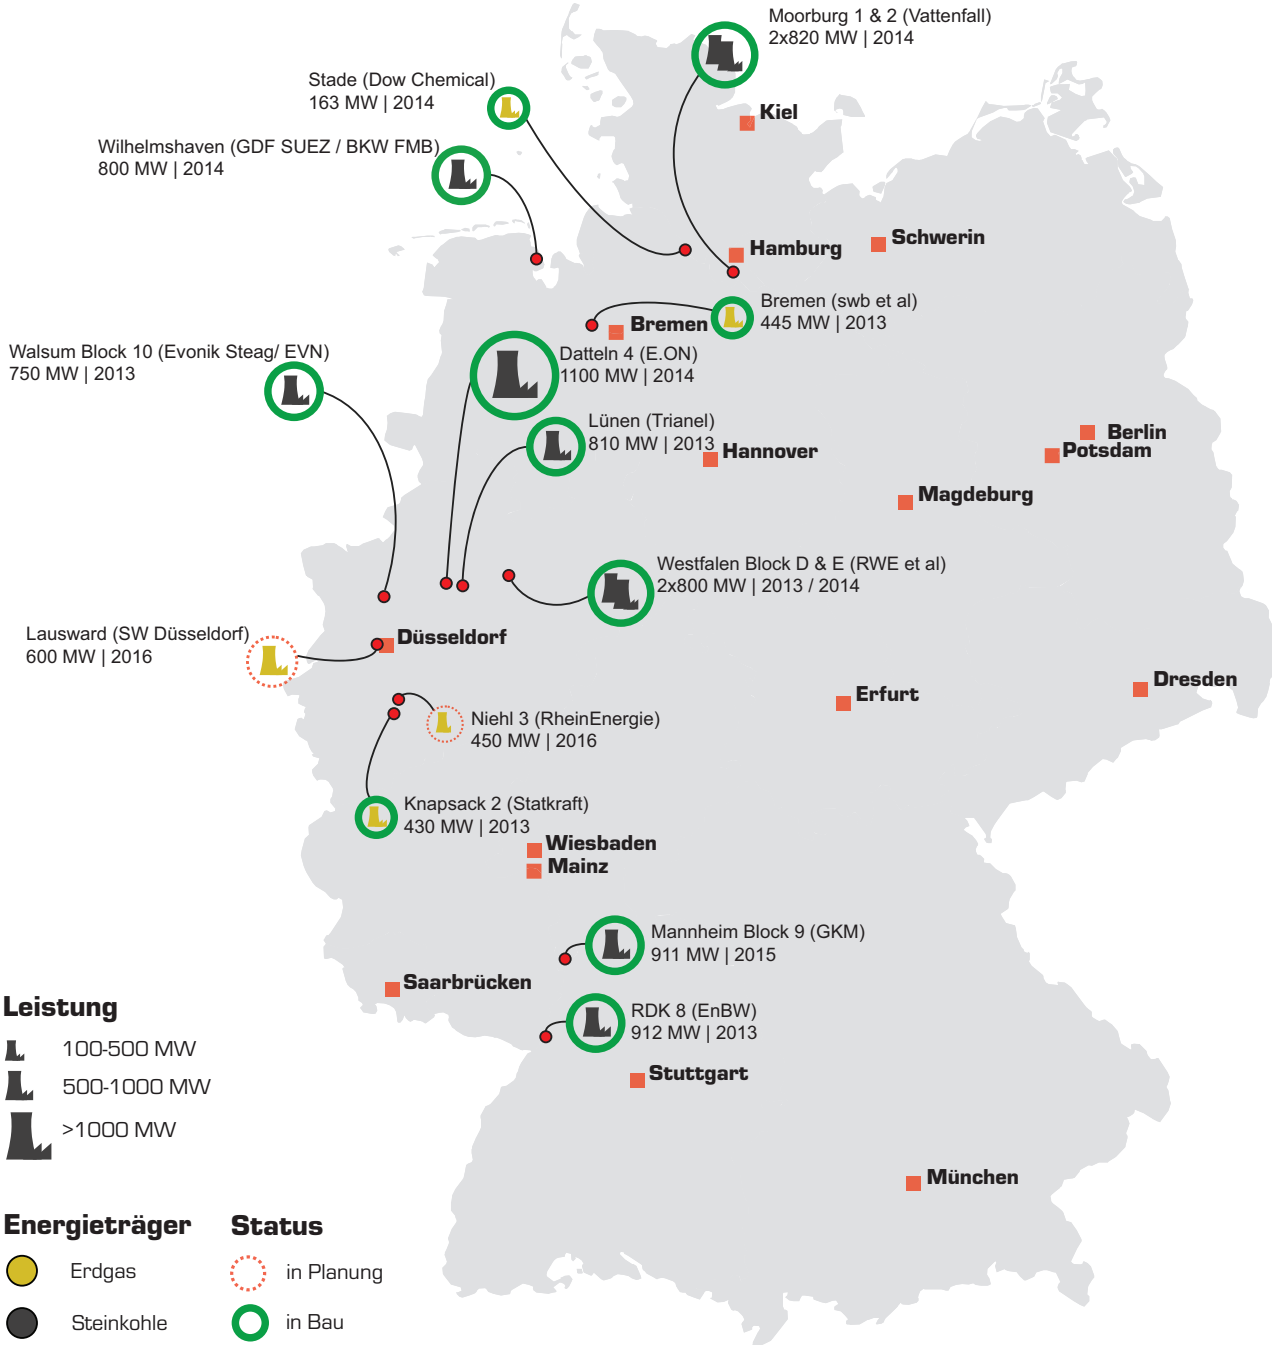 Moorburg 1 & 2 (Vattenfall)
2x820 MW | 2014
Stade (Dow Chemical)
163 MW | 2014
Kiel
Wilhelmshaven (GDF SUEZ / BKW FMB)
800 MW | 2014
Schwerin
Hamburg
Bremen (swb et al)
445 MW | 2013
Bremen
Walsum Block 10 (Evonik Steag/ EVN)
750 MW | 2013
Datteln 4 (E.ON)
1100 MW | 2014
Lünen (Trianel)
810 MW | 2013
Hannover
Berlin
Potsdam
Magdeburg
Westfalen Block D & E (RWE et al)
2x800 MW | 2013 / 2014
Lausward (SW Düsseldorf)
600 MW | 2016
Düsseldorf
Dresden
Erfurt
Niehl 3 (RheinEnergie)
450 MW | 2016
Knapsack 2 (Statkraft)
430 MW | 2013
Wiesbaden
Mainz
Mannheim Block 9 (GKM)
911 MW | 2015
Saarbrücken
RDK 8 (EnBW)
912 MW | 2013
Stuttgart
München
Leistung
100-500 MW
500-1000 MW
>1000 MW
Energieträger
Erdgas
Steinkohle
Status
in Planung
in Bau